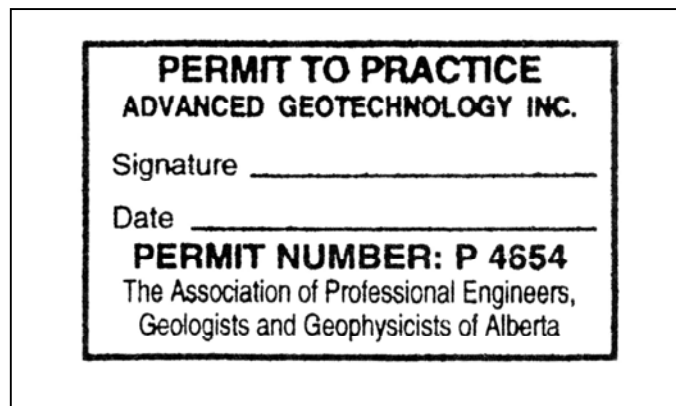 PERMIT TO PRACTICE
ADVANCED GEOTECHNOLOGY INC.
Signature
Date
PERMIT NUMBER: P 4654
The Association of Professional Engineers,
Geologists and Geophysicists of Alberta